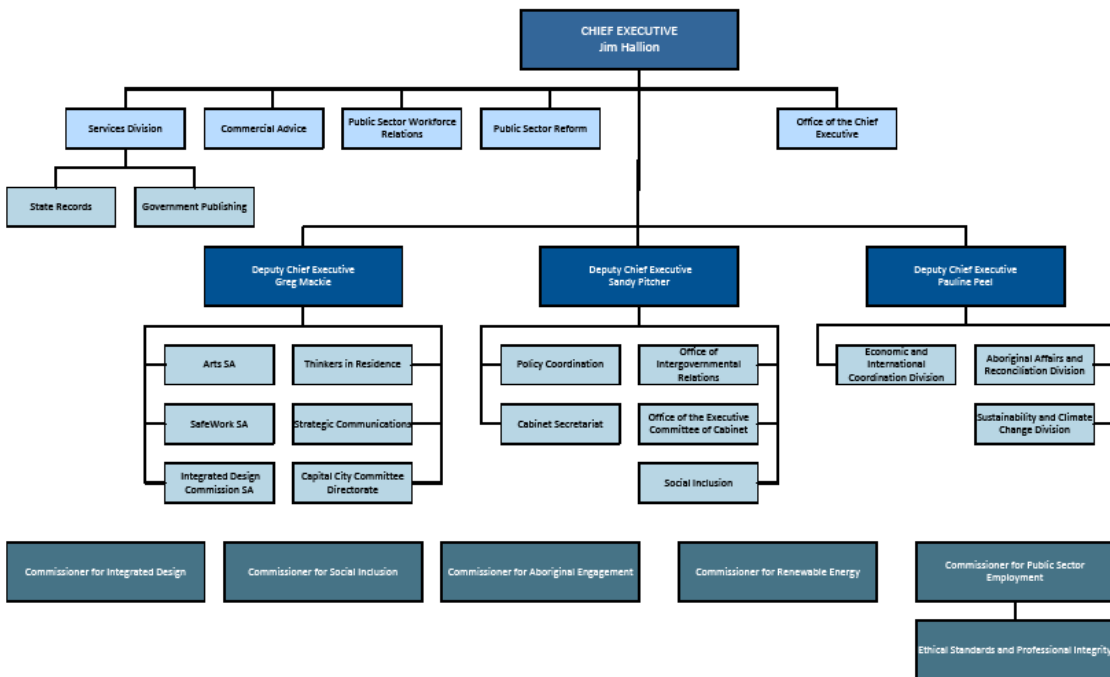 CHIEF EXECUTIVE
Jim Hallion
Services Division
Commercial Advice
Public Sector Workforce
Relations
Public Sector Reform
Office of the Chief
Executive
State Records
Government Publishing
Deputy Chief Executive
Greg Mackie
Deputy Chief Executive
Sandy Pitcher
Deputy Chief Executive
Pauline Peel
Arts SA
Thinkers in Residence
SafeWork SA
Strategic Communications
Integrated Design
Commission SA
Capital City Committee
Directorate
Policy Coordination
Office of
Intergovernmental
Relations
Cabinet Secretariat
Office of the Executive
Committee of Cabinet
Social Inclusion
Economic and
International
Coordination Division
Aboriginal Affairs and
Reconciliation Division
Sustainability and Climate
Change Division
Commissioner for Integrated Design
Commissioner for Social Inclusion
Commissioner for Aboriginal Engagement
Commissioner for Renewable Energy
Commissioner for Public Sector
Employment
Ethical Standards and Professional Integrity